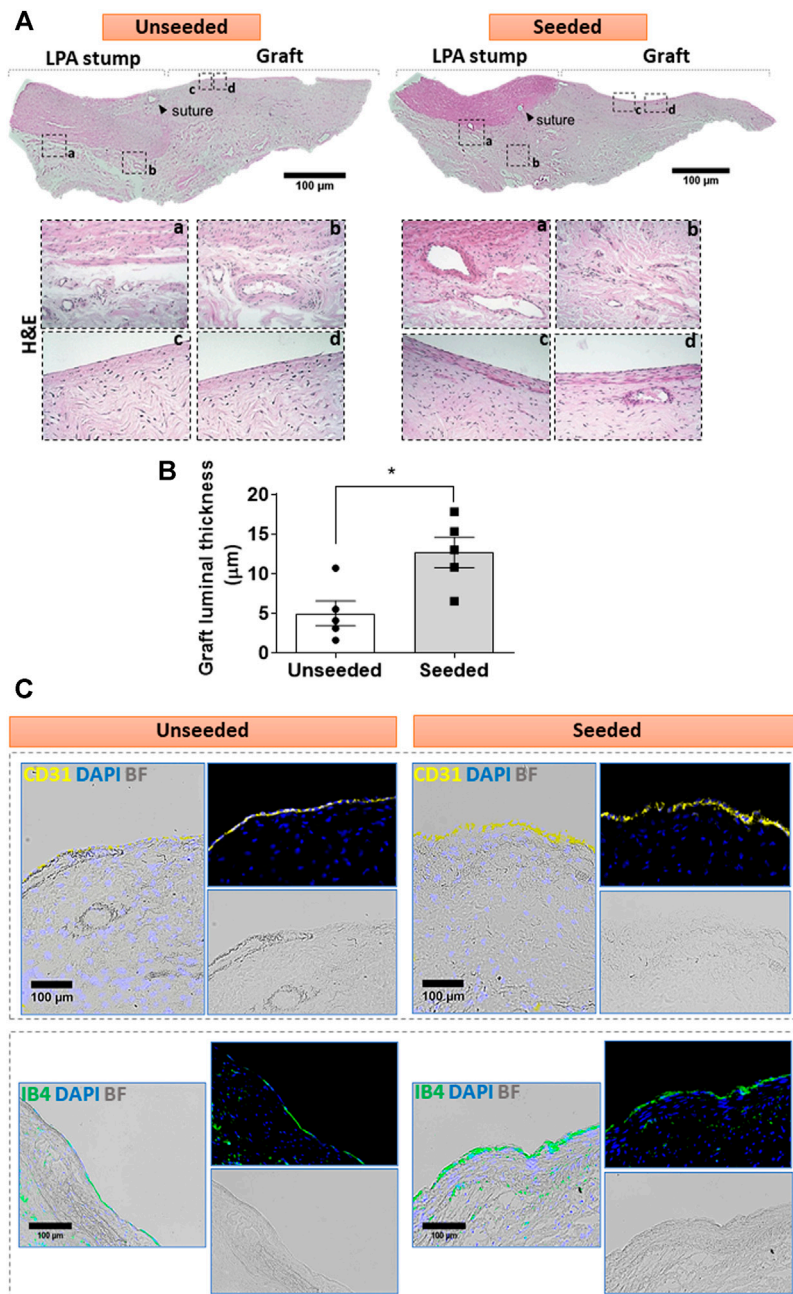 A
Unseeded
Seeded
LPA stump
Graft
LPA stump
Graft
c
d
suture
a
b
100 μm
c
d
suture
a
b
100 μm
H&E
a
b
a
b
c
d
c
d
B
*
Graft luminal thickness
(μm)
20
15
10
5
0
Unseeded
Seeded
C
Unseeded
Seeded
CD31 DAPI BF
100 μm
CD31 DAPI BF
100 μm
IB4 DAPI BF
100 μm
IB4 DAPI BF
100 μm